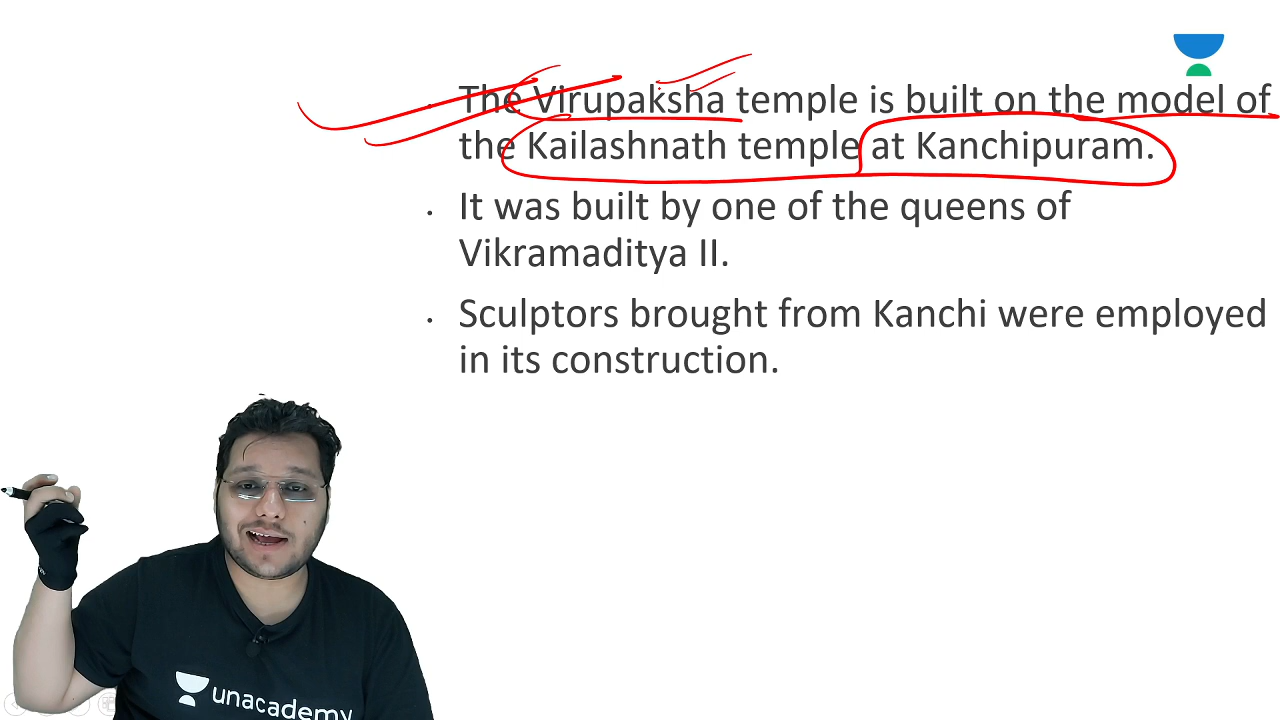 The Virupaksha temple is built on the model of
the Kailashnath temple at Kanchipuram.
It was built by one of the queens of
Vikramaditya II.
Sculptors brought from Kanchi were employed
in its construction.
unacademy